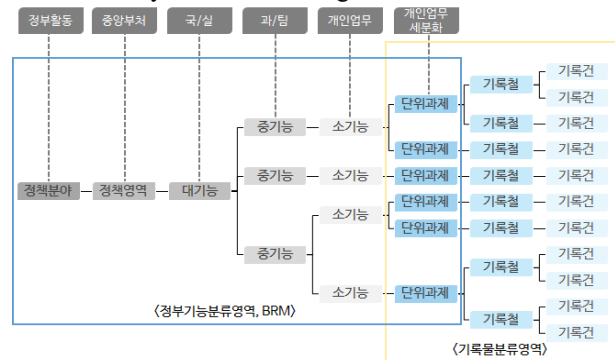 정부활동 중앙부처 국/실 과/팀 개인업무 개인업무
세분화
기록철 기록건
단위과제 기록건
중기능 소기능 기록철 기록건
단위과제 기록철 기록건
정책분야 정책영역 대기능 중기능 소기능 단위과제 기록철 기록건
소기능 단위과제 기록철 기록건
단위과제 기록철 기록건
중기능 기록철 기록건
기록건
소기능 단위과제
기록철 기록건
기록건
〈정부기능분류영역, BRM〉
〈기록물분류영역〉